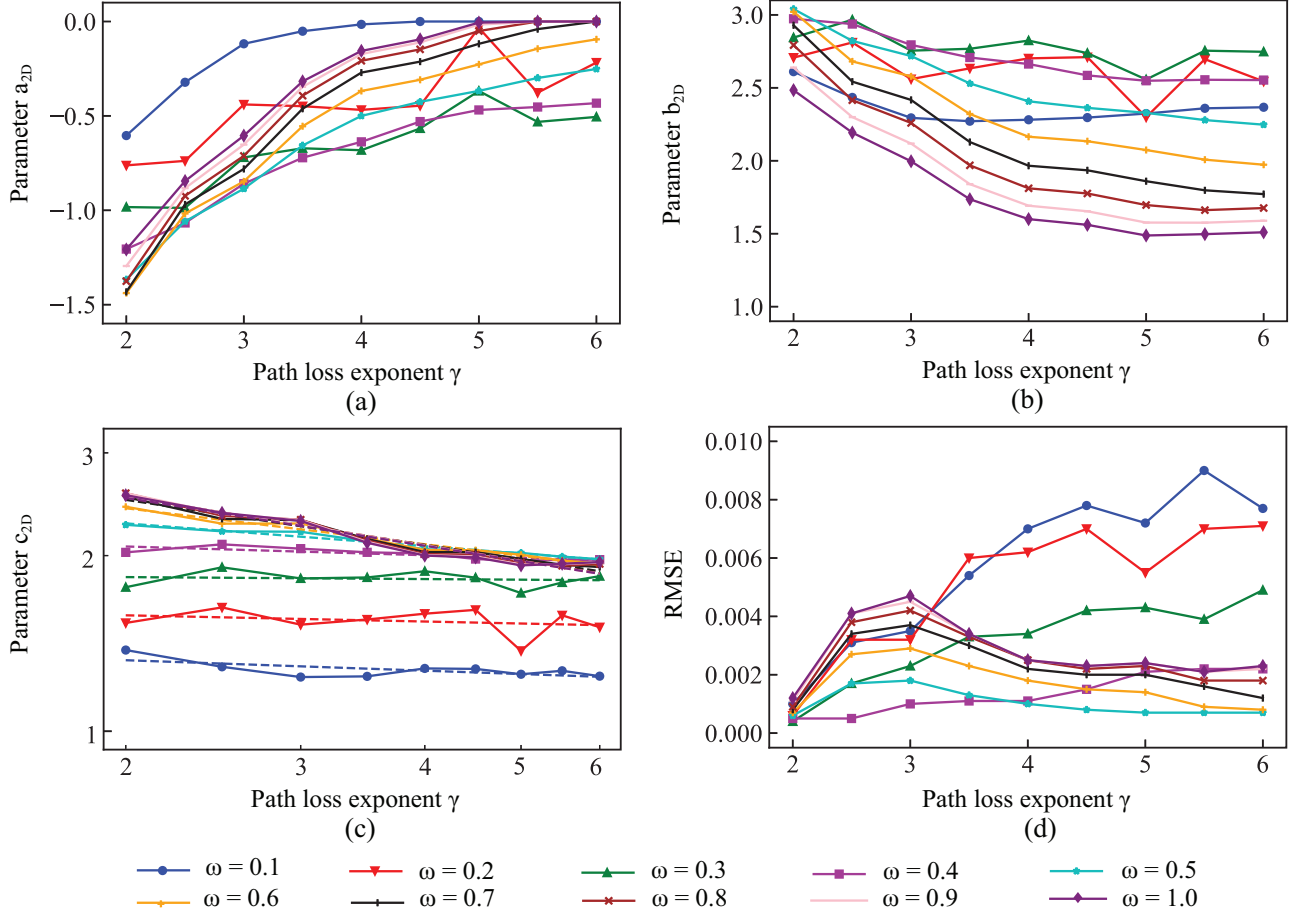 0.0
−0.5
−1.0
−1.5
Parameter a2D
2 3 4 5 6
Path loss exponent γ
(a)
3.0
2.5
2.0
1.5
1.0
Parameter b2D
2 3 4 5 6
Path loss exponent γ
(b)
3
2
1
Parameter c2D
2 3 4 5 6
Path loss exponent γ
(c)
0.010
0.008
0.006
0.004
0.002
0.000
RMSE
2 3 4 5 6
Path loss exponent γ
(d)
ω = 0.1 ω = 0.2 ω = 0.3 ω = 0.4 ω = 0.5
ω = 0.6 ω = 0.7 ω = 0.8 ω = 0.9 ω = 1.0